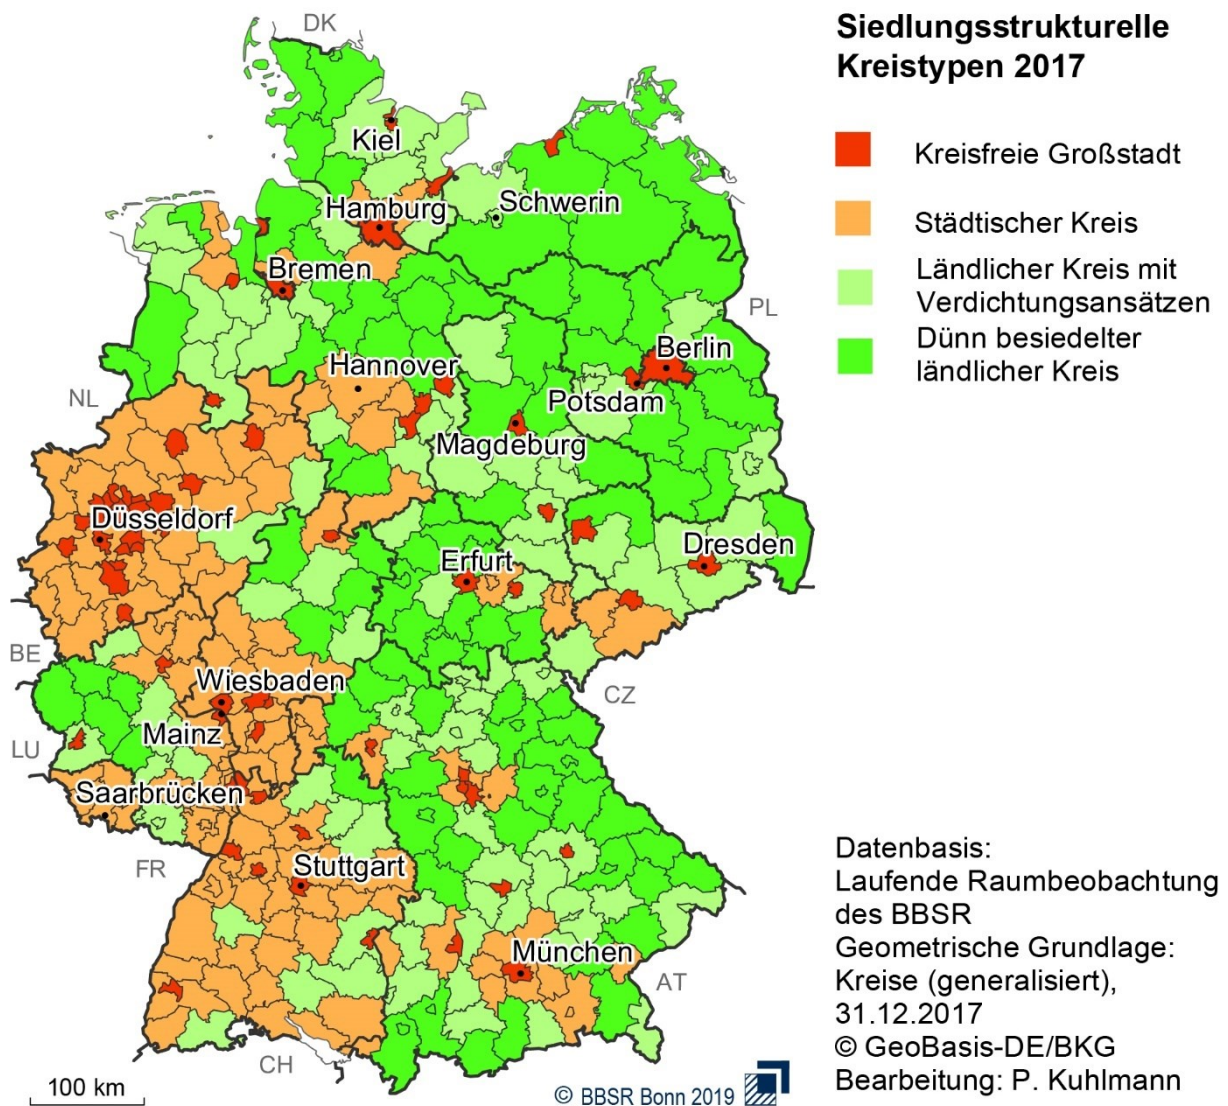 Siedlungsstrukturelle
Kreistypen 2017
Kreisfreie Großstadt
Städtischer Kreis
Ländlicher Kreis mit
Verdichtungsansätzen
Dünn besiedelter
ländlicher Kreis
DK
Kiel
Schwerin
Hamburg
Bremen
PL
Berlin
Hannover
NL
Potsdam
Magdeburg
Düsseldorf
Dresden
Erfurt
BE
Wiesbaden
CZ
Mainz
LU
Saarbrücken
FR
Stuttgart
München
AT
CH
100 km
© BBSR Bonn 2019
Datenbasis:
Laufende Raumbeobachtung
des BBSR
Geometrische Grundlage:
Kreise (generalisiert),
31.12.2017
© GeoBasis-DE/BKG
Bearbeitung: P. Kuhlmann